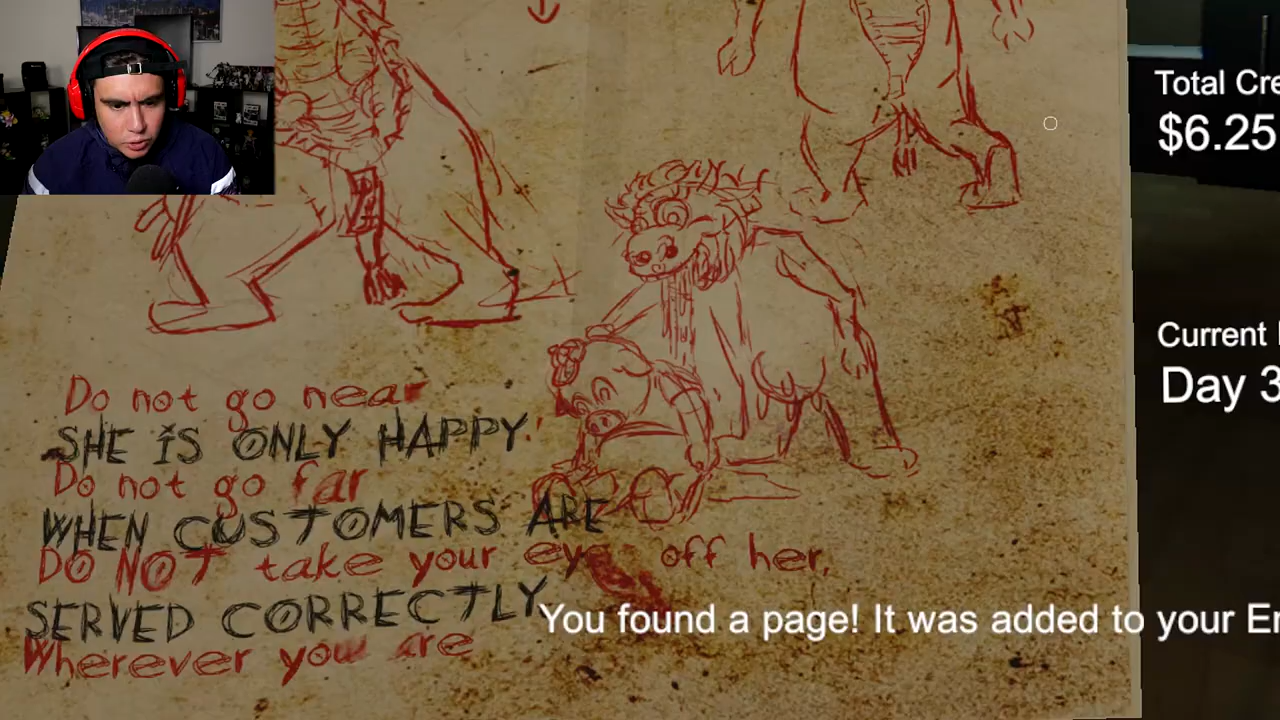 Total Cre
$6.25
Current
Day 3
Do not go near
SHE IS ONLY HAPPY
Do not go far
WHEN CUSTOMERS ARE
DO NOT take your eye off her,
SERVED CORRECTLY
Wherever you are
You found a page! It was added to your En